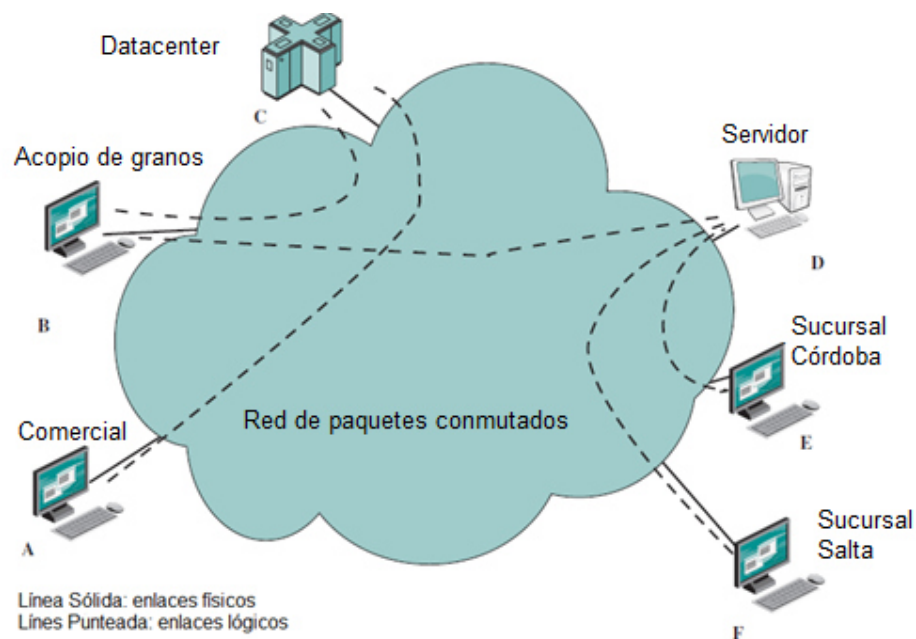 Datacenter
C
Acopio de granos
Servidor
B
D
Sucursal
Córdoba
Red de paquetes conmutados
Comercial
E
A
Sucursal
Salta
F
Línea Sólida: enlaces físicos
Línes Punteada: enlaces lógicos